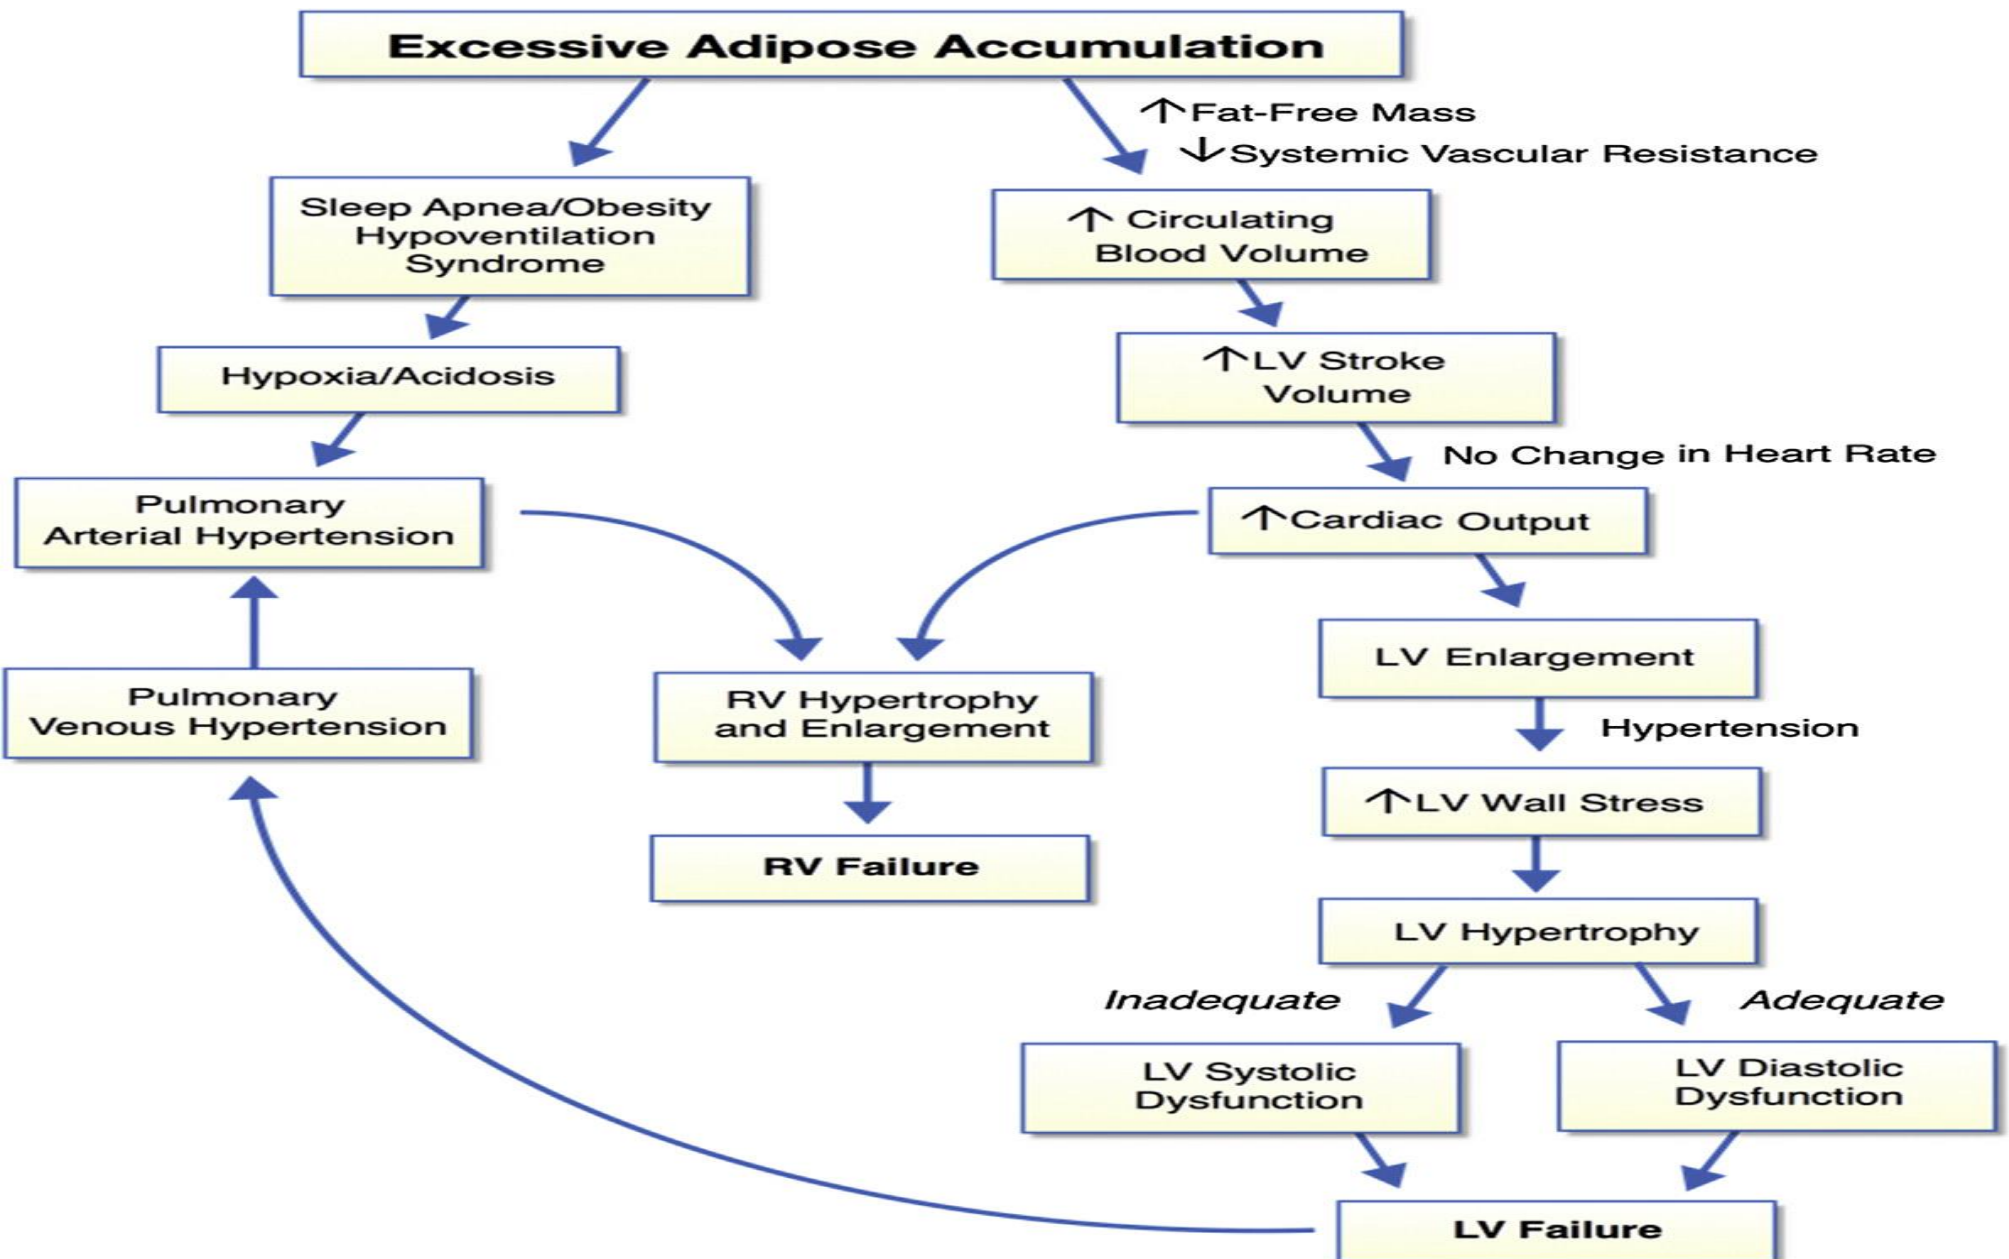 Excessive Adipose Accumulation
↑Fat-Free Mass
↓Systemic Vascular Resistance
Sleep Apnea/Obesity
Hypoventilation
Syndrome
↑ Circulating
Blood Volume
Hypoxia/Acidosis
↑LV Stroke
Volume
No Change in Heart Rate
Pulmonary
Arterial Hypertension
↑Cardiac Output
LV Enlargement
Pulmonary
Venous Hypertension
RV Hypertrophy
and Enlargement
Hypertension
↑LV Wall Stress
RV Failure
LV Hypertrophy
Inadequate
Adequate
LV Systolic
Dysfunction
LV Diastolic
Dysfunction
LV Failure